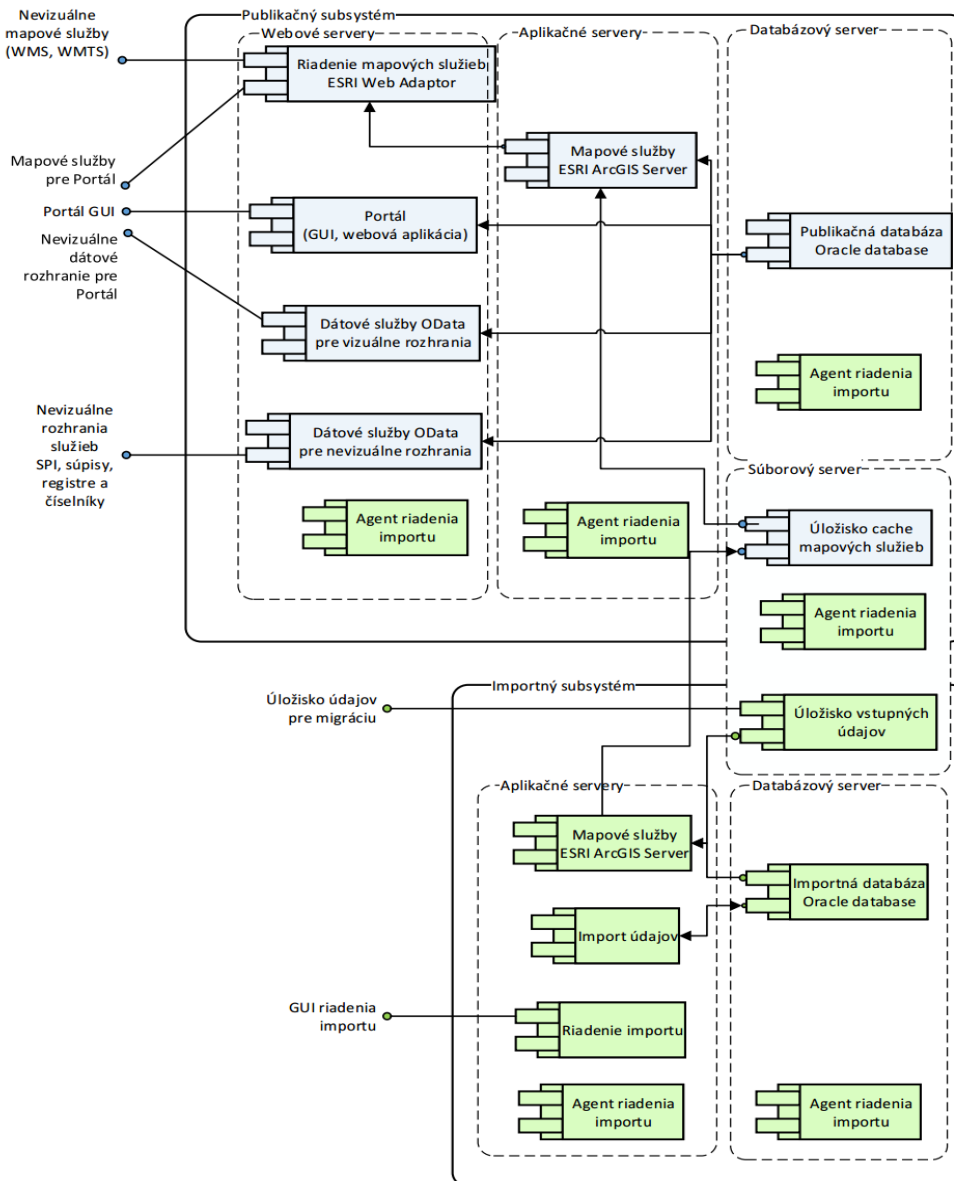 Nevizuálne
mapové služby
(WMS, WMTS)
Mapové služby
pre Portál
Portál GUI
Nevizuálne
dátové
rozhranie pre
Portál
Nevizuálne
rozhrania
služieb
SPI, súpisy,
registre a
číselníky
Publikačný subsystém
Webové servery
Riadenie mapových služieb
ESRI Web Adaptor
Portál
(GUI, webová aplikácia)
Dátové služby OData
pre vizuálne rozhrania
Dátové služby OData
pre nevizuálne rozhrania
Agent riadenia
importu
Aplikačné servery
Mapové služby
ESRI ArcGIS Server
Agent riadenia
importu
Databázový server
Publikačná databáza
Oracle database
Agent riadenia
importu
Súborový server
Úložisko cache
mapových služieb
Agent riadenia
importu
Úložisko vstupných
údajov
Importný subsystém
Úložisko údajov
pre migráciu
Aplikačné servery
Mapové služby
ESRI ArcGIS Server
Import údajov
GUI riadenia
importu
Riadenie importu
Agent riadenia
importu
Databázový server
Importná databáza
Oracle database
Agent riadenia
importu